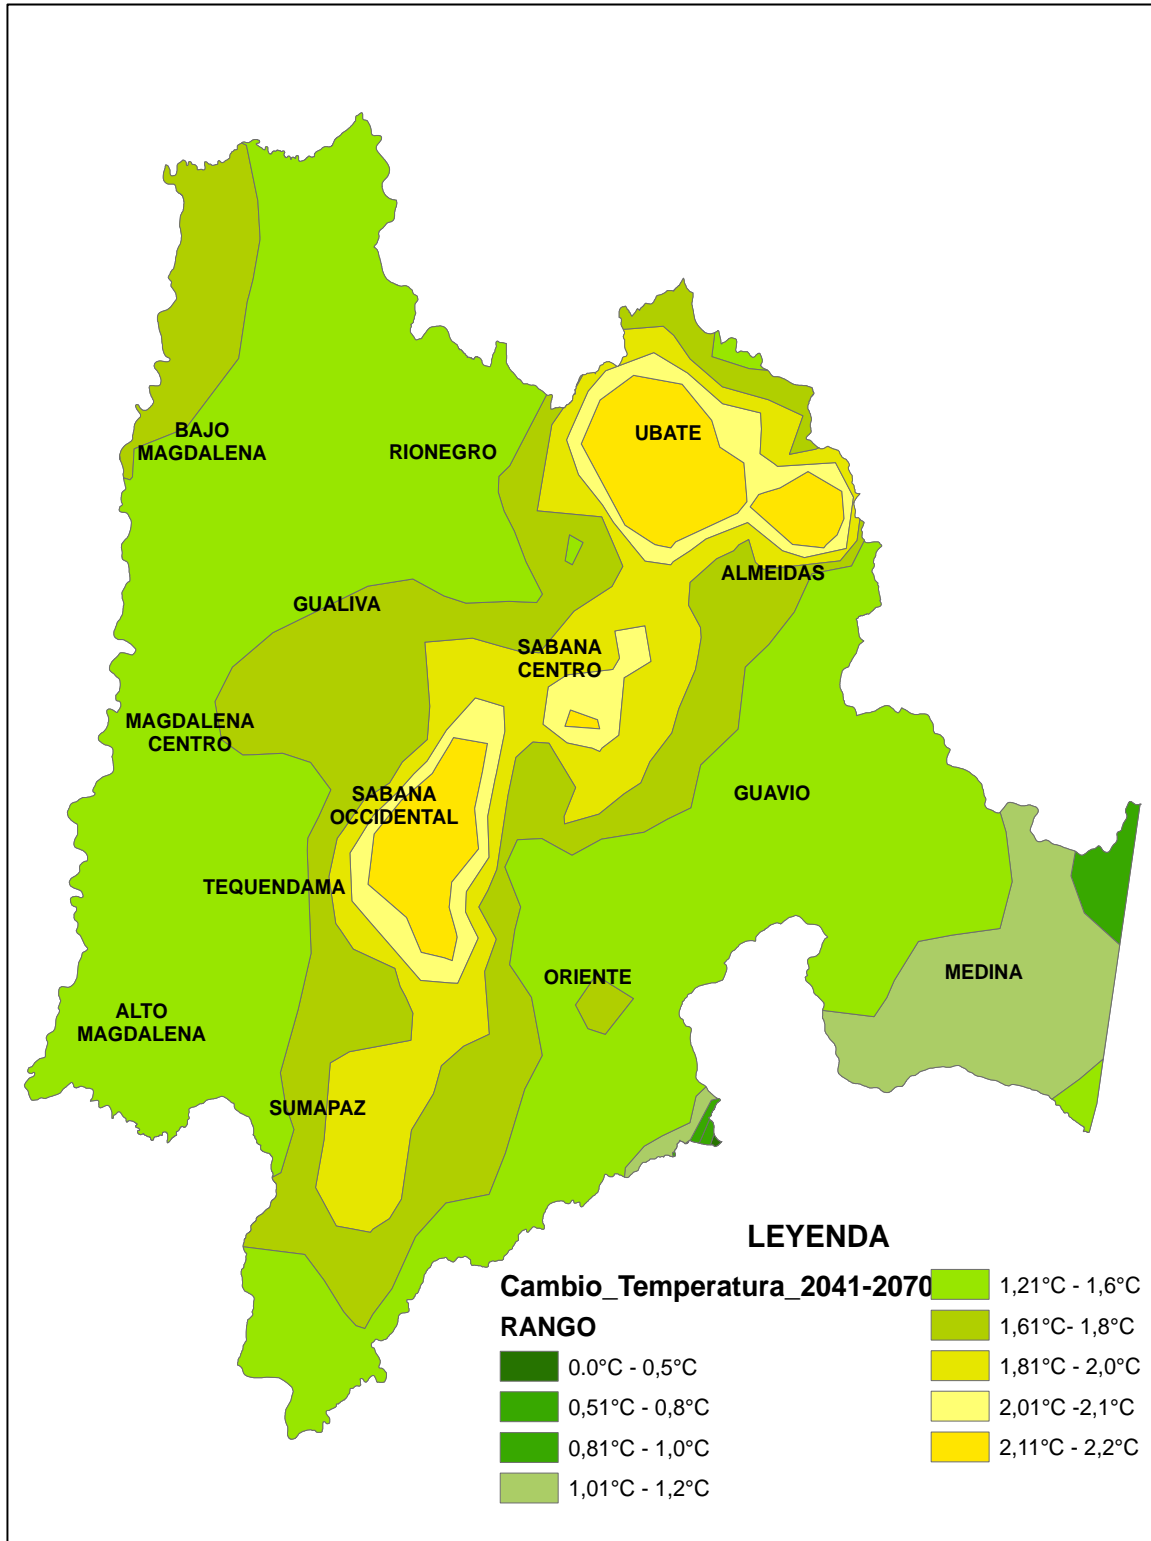 BAJO
MAGDALENA
RIONEGRO
UBATE
ALMEIDAS
GUALIVA
SABANA
CENTRO
MAGDALENA
CENTRO
SABANA
OCCIDENTAL
GUAVIO
TEQUENDAMA
ORIENTE
MEDINA
ALTO
MAGDALENA
SUMAPAZ
LEYENDA
Cambio_Temperatura_2041-2070
RANGO
0.0°C - 0,5°C
0,51°C - 0,8°C
0,81°C - 1,0°C
1,01°C - 1,2°C
1,21°C - 1,6°C
1,61°C- 1,8°C
1,81°C - 2,0°C
2,01°C -2,1°C
2,11°C - 2,2°C